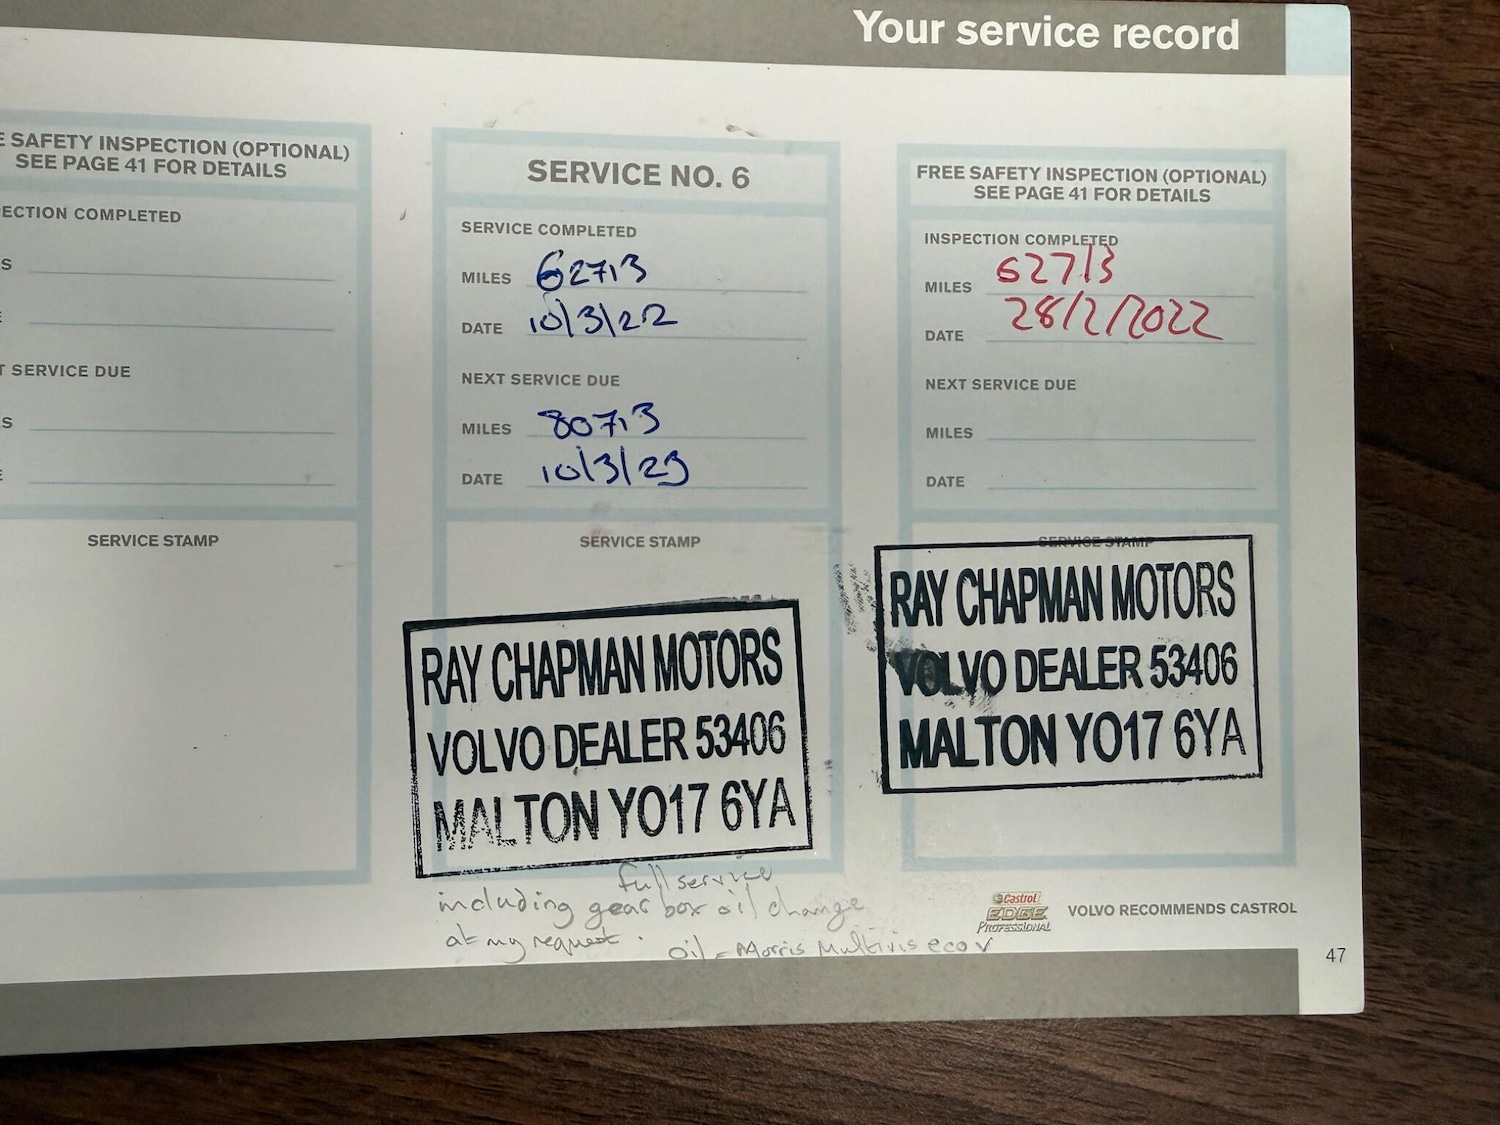 Your service record
E SAFETY INSPECTION (OPTIONAL)
SEE PAGE 41 FOR DETAILS
ECTION COMPLETED
S
T SERVICE DUE
S
SERVICE STAMP
SERVICE NO. 6
SERVICE COMPLETED
MILES 62713
DATE 10/3/22
NEXT SERVICE DUE
MILES 80713
DATE 10/3/23
SERVICE STAMP
RAY CHAPMAN MOTORS
VOLVO DEALER 53406
MALTON YO17 6YA
full service
including gear box oil change
at my request.
Oil = Morris Multivis eco V
FREE SAFETY INSPECTION (OPTIONAL)
SEE PAGE 41 FOR DETAILS
INSPECTION COMPLETED
MILES 62713
DATE 28/2/2022
NEXT SERVICE DUE
MILES
DATE
SERVICE STAMP
RAY CHAPMAN MOTORS
VOLVO DEALER 53406
MALTON YO17 6YA
Castrol
EDGE
PROFESSIONAL
VOLVO RECOMMENDS CASTROL
47